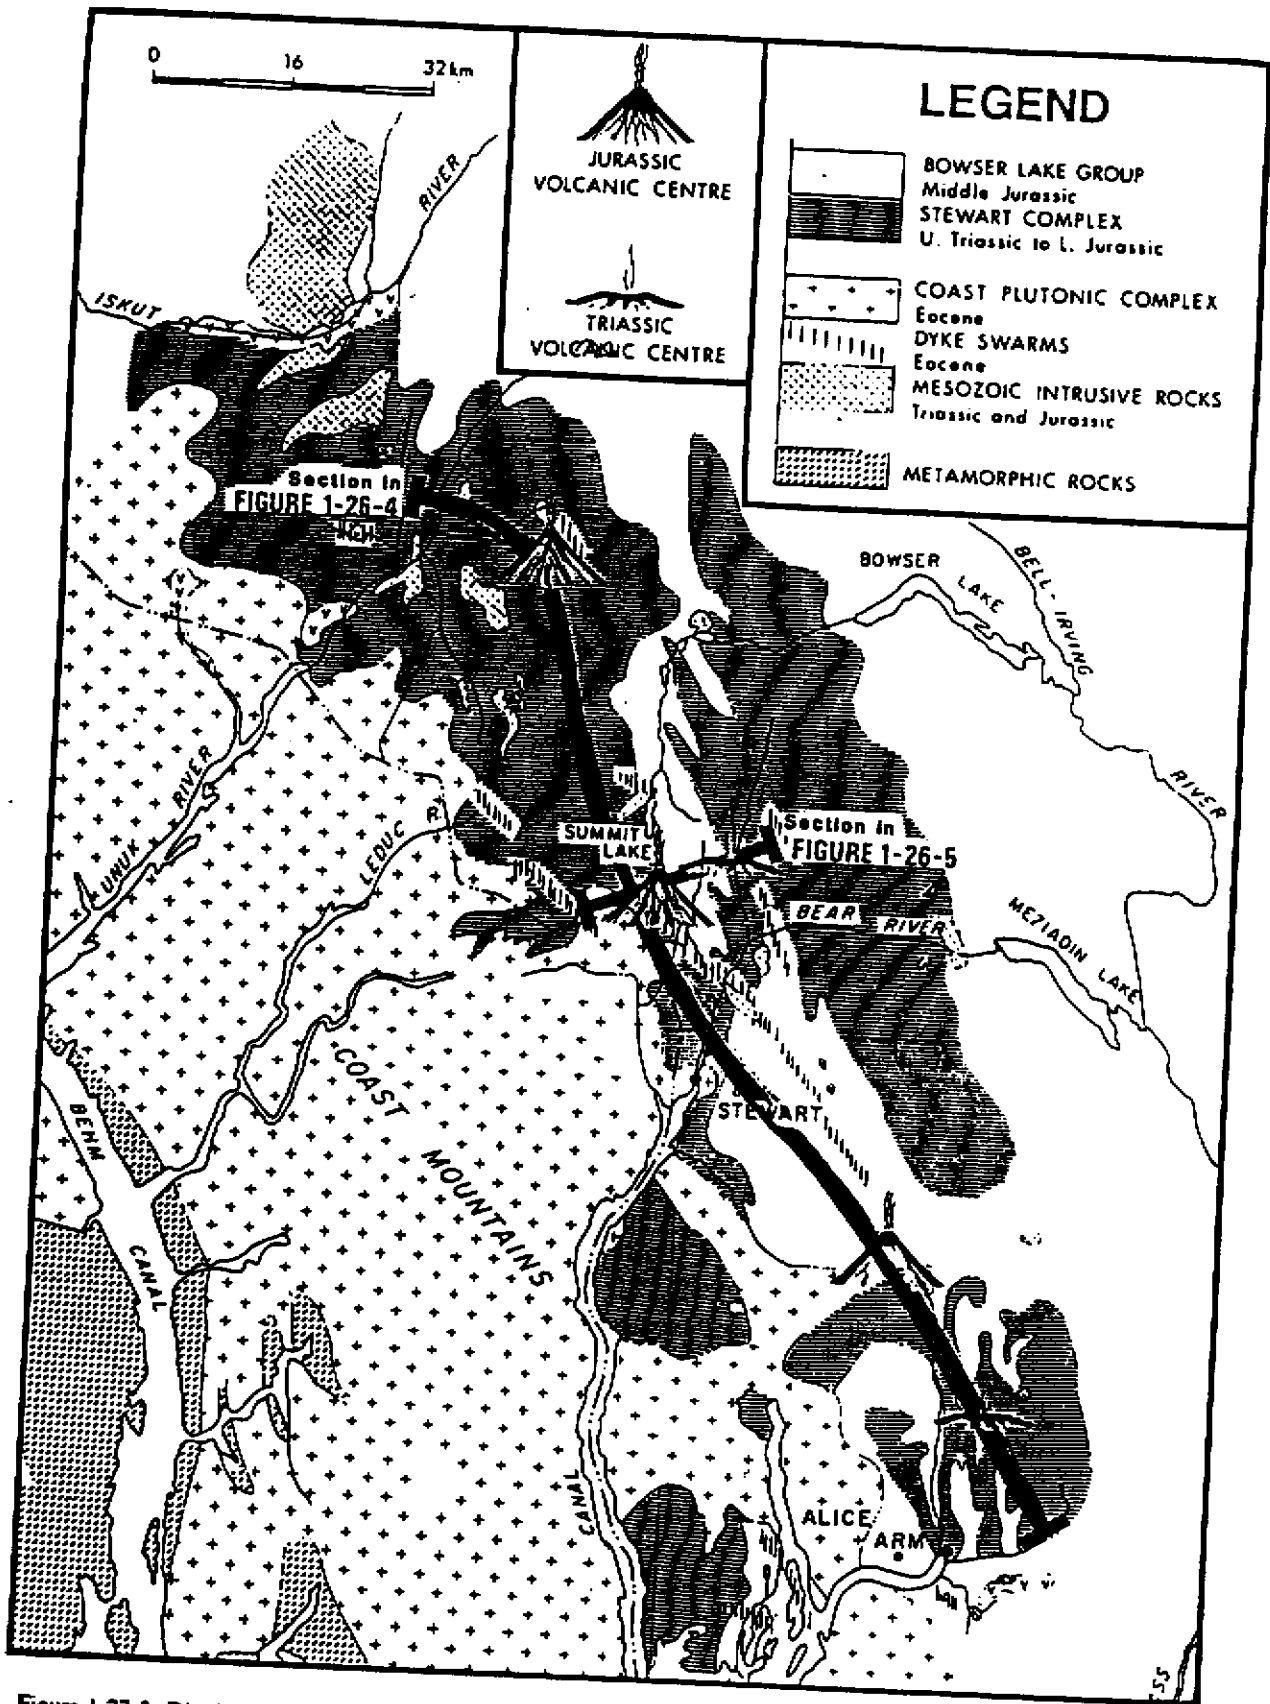 0 16 32 km
JURASSIC
VOLCANIC CENTRE
TRIASSIC
VOLCANIC CENTRE
LEGEND
BOWSER LAKE GROUP
Middle Jurassic
STEWART COMPLEX
U. Triassic to L. Jurassic
COAST PLUTONIC COMPLEX
Eocene
DYKE SWARMS
Eocene
MESOZOIC INTRUSIVE ROCKS
Triassic and Jurassic
METAMORPHIC ROCKS
ISKUT
RIVER
Section in
FIGURE 1-26-4
BOWSER
LAKE
BELL-IRVING
RIVER
UNUK
RIVER
LEDUC R.
SUMMIT
LAKE
Section in
FIGURE 1-26-5
BEAR RIVER
MEZIADIN LAKE
COAST
MOUNTAINS
STEWART
BEHM
CANAL
CANAL
ALICE
ARM